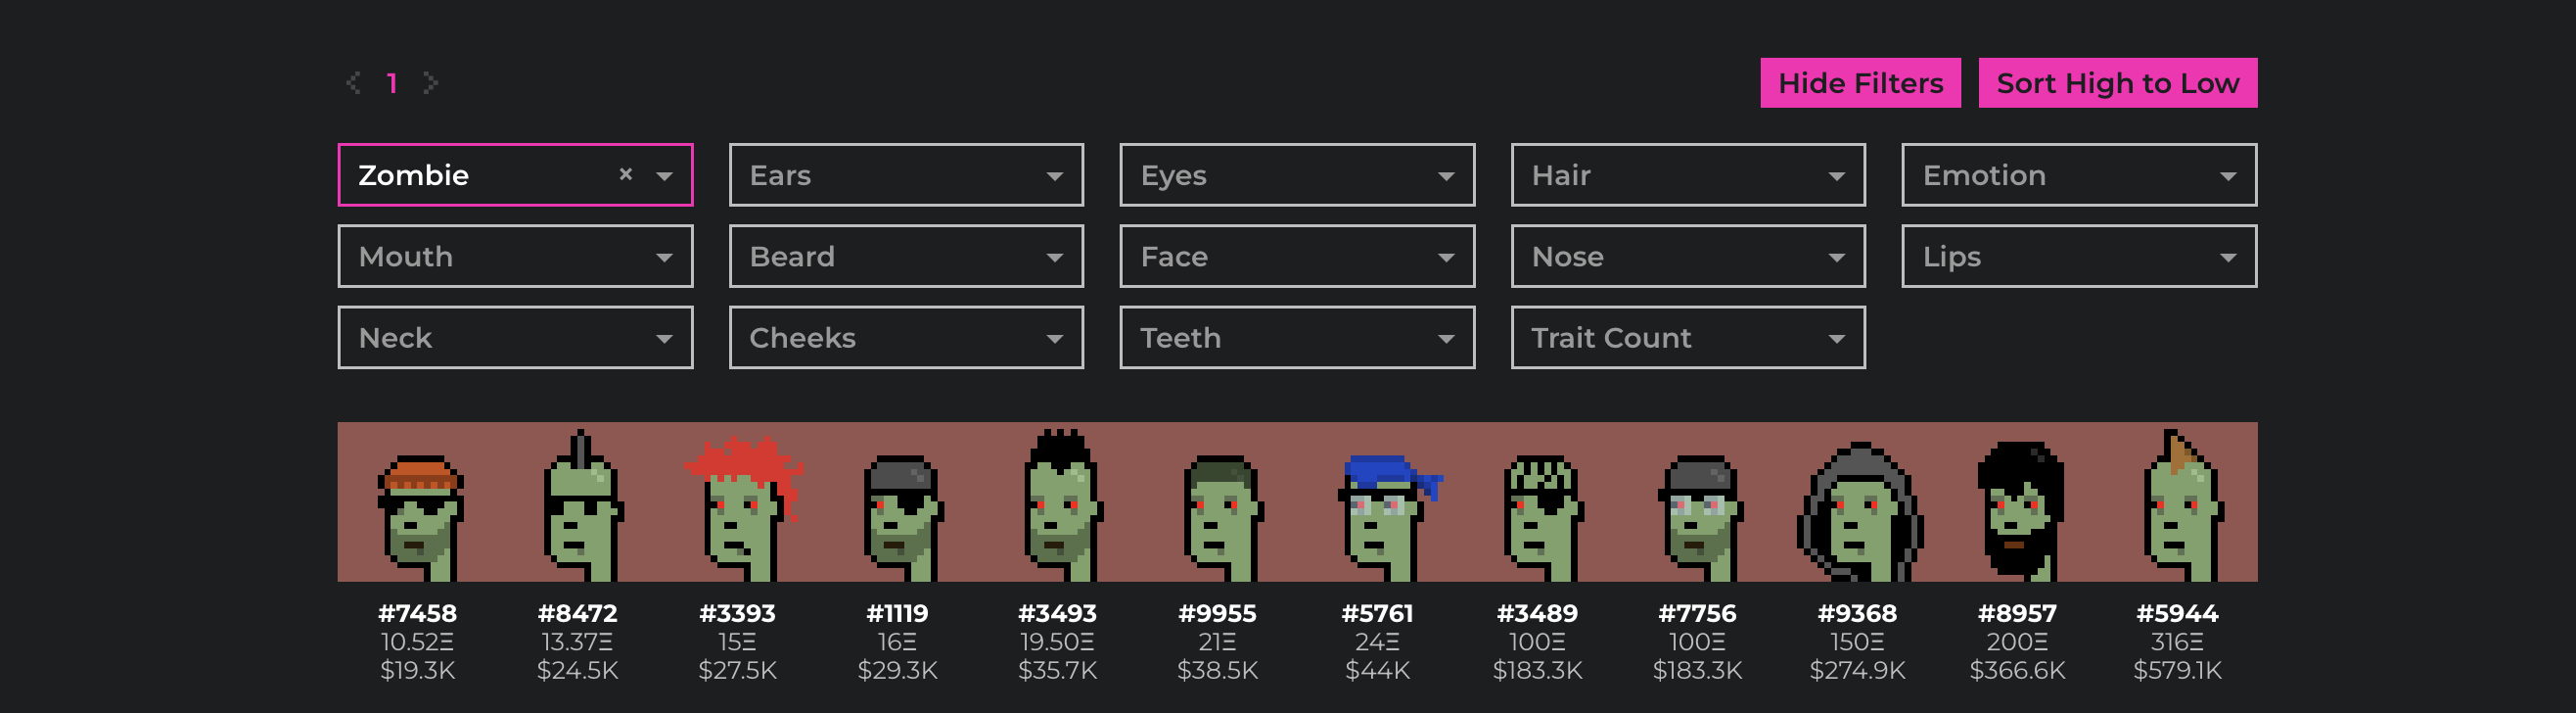 1
Hide Filters
Sort High to Low
Zombie ×
Ears
Eyes
Hair
Emotion
Mouth
Beard
Face
Nose
Lips
Neck
Cheeks
Teeth
Trait Count
#7458 #8472 #3393 #1119 #3493 #9955 #5761 #3489 #7756 #9368 #8957 #5944
10.52Ξ 13.37Ξ 15Ξ 16Ξ 19.50Ξ 21Ξ 24Ξ 100Ξ 100Ξ 150Ξ 200Ξ 316Ξ
$19.3K $24.5K $27.5K $29.3K $35.7K $38.5K $44K $183.3K $183.3K $274.9K $366.6K $579.1K